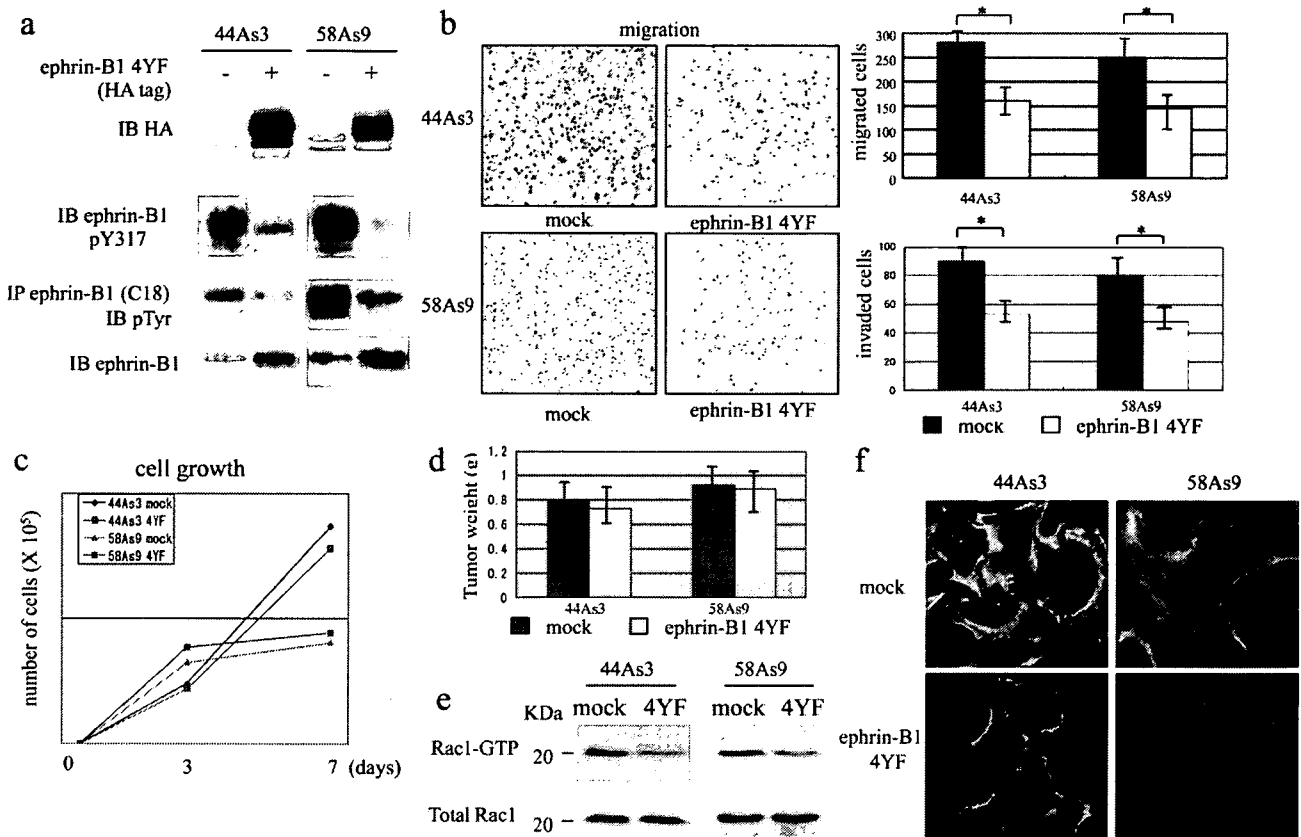 a
44As3 58As9
ephrin-B1 4YF
(HA tag)
- + - +
IB HA
IB ephrin-B1
pY317
IP ephrin-B1 (C18)
IB pTyr
IB ephrin-B1
b
migration
44As3
mock
ephrin-B1 4YF
58As9
mock
ephrin-B1 4YF
migrated cells
300
250
200
150
100
50
0
*
*
44As3
58As9
invaded cells
100
80
60
40
20
0
*
*
44As3
58As9
mock
ephrin-B1 4YF
c
cell growth
44As3 mock
44As3 4YF
58As9 mock
58As9 4YF
number of cells (X 10⁵)
0 3 7 (days)
d
Tumor weight (g)
1.2
1
0.8
0.6
0.4
0.2
0
44As3
58As9
mock
ephrin-B1 4YF
e
44As3 58As9
KDa mock 4YF mock 4YF
Rac1-GTP 20 – 20 –
Total Rac1 20 – 20 –
f
44As3 58As9
mock
ephrin-B1
4YF